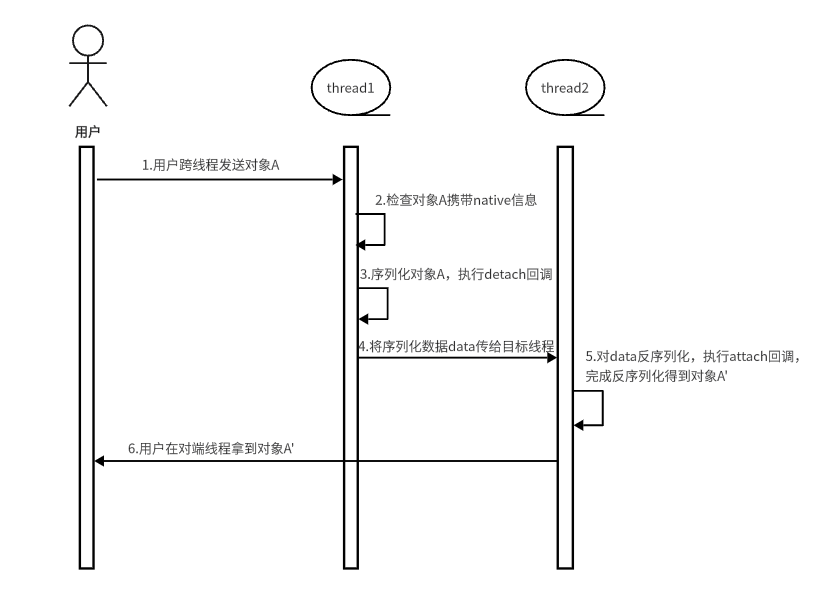 thread1
thread2
用户
1.用户跨线程发送对象A
2.检查对象A携带native信息
3.序列化对象A，执行detach回调
4.将序列化数据data传给目标线程
5.对data反序列化，执行attach回调，
完成反序列化得到对象A'
6.用户在对端线程拿到对象A'